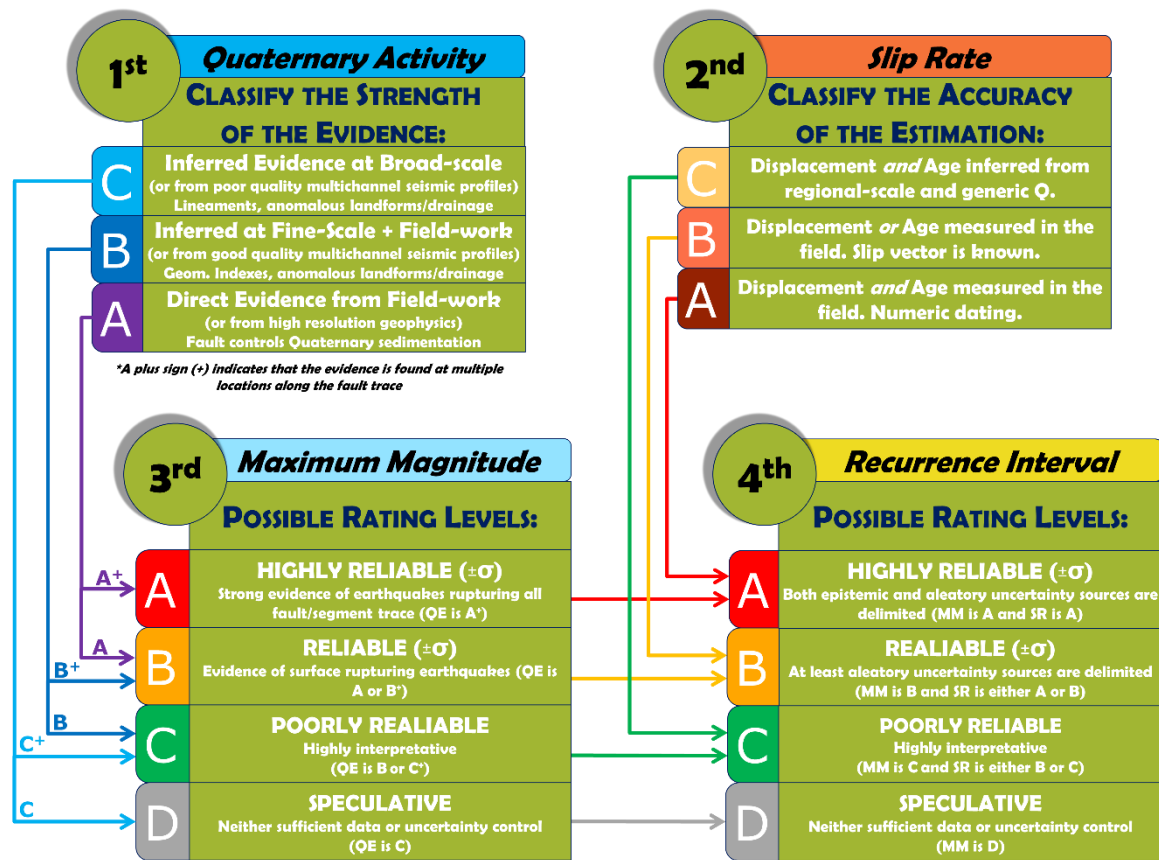 1st
Quaternary Activity
CLASSIFY THE STRENGTH
OF THE EVIDENCE:
C
Inferred Evidence at Broad-scale
(or from poor quality multichannel seismic profiles)
Lineaments, anomalous landforms/drainage
B
Inferred at Fine-Scale + Field-work
(or from good quality multichannel seismic profiles)
Geom. Indexes, anomalous landforms/drainage
A
Direct Evidence from Field-work
(or from high resolution geophysics)
Fault controls Quaternary sedimentation
*A plus sign (+) indicates that the evidence is found at multiple
locations along the fault trace
2nd
Slip Rate
CLASSIFY THE ACCURACY
OF THE ESTIMATION:
C
Displacement and Age inferred from
regional-scale and generic Q.
B
Displacement or Age measured in the
field. Slip vector is known.
A
Displacement and Age measured in the
field. Numeric dating.
3rd
Maximum Magnitude
POSSIBLE RATING LEVELS:
A+
A
HIGHLY RELIABLE (±σ)
Strong evidence of earthquakes rupturing all
fault/segment trace (QE is A+)
A
B+
B
RELIABLE (±σ)
Evidence of surface rupturing earthquakes (QE is
A or B+)
B
C+
C
POORLY REALIABLE
Highly interpretative
(QE is B or C+)
C
D
SPECULATIVE
Neither sufficient data or uncertainty control
(QE is C)
4th
Recurrence Interval
POSSIBLE RATING LEVELS:
A
HIGHLY RELIABLE (±σ)
Both epistemic and aleatory uncertainty sources are
delimited (MM is A and SR is A)
B
REALIABLE (±σ)
At least aleatory uncertainty sources are delimited
(MM is B and SR is either A or B)
C
POORLY RELIABLE
Highly interpretative
(MM is C and SR is either B or C)
D
SPECULATIVE
Neither sufficient data or uncertainty control
(MM is D)